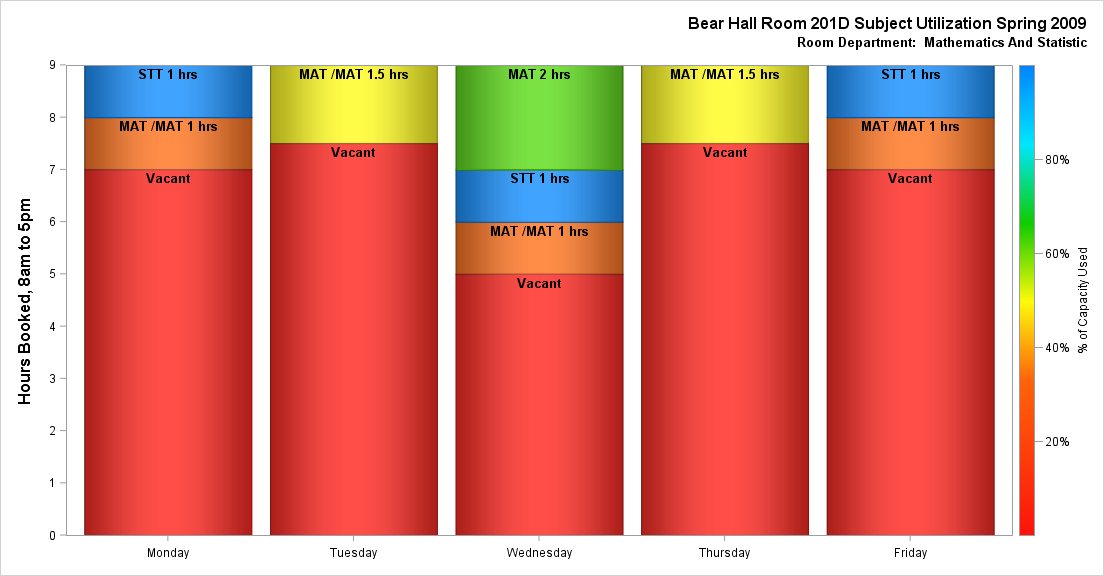 Bear Hall Room 201D Subject Utilization Spring 2009
Room Department:  Mathematics And Statistic
Hours Booked, 8am to 5pm
9
8
7
6
5
4
3
2
1
0
STT 1 hrs
MAT /MAT 1 hrs
Vacant
MAT /MAT 1.5 hrs
Vacant
MAT 2 hrs
STT 1 hrs
MAT /MAT 1 hrs
Vacant
MAT /MAT 1.5 hrs
Vacant
STT 1 hrs
MAT /MAT 1 hrs
Vacant
Monday
Tuesday
Wednesday
Thursday
Friday
80%
60%
40%
20%
% of Capacity Used